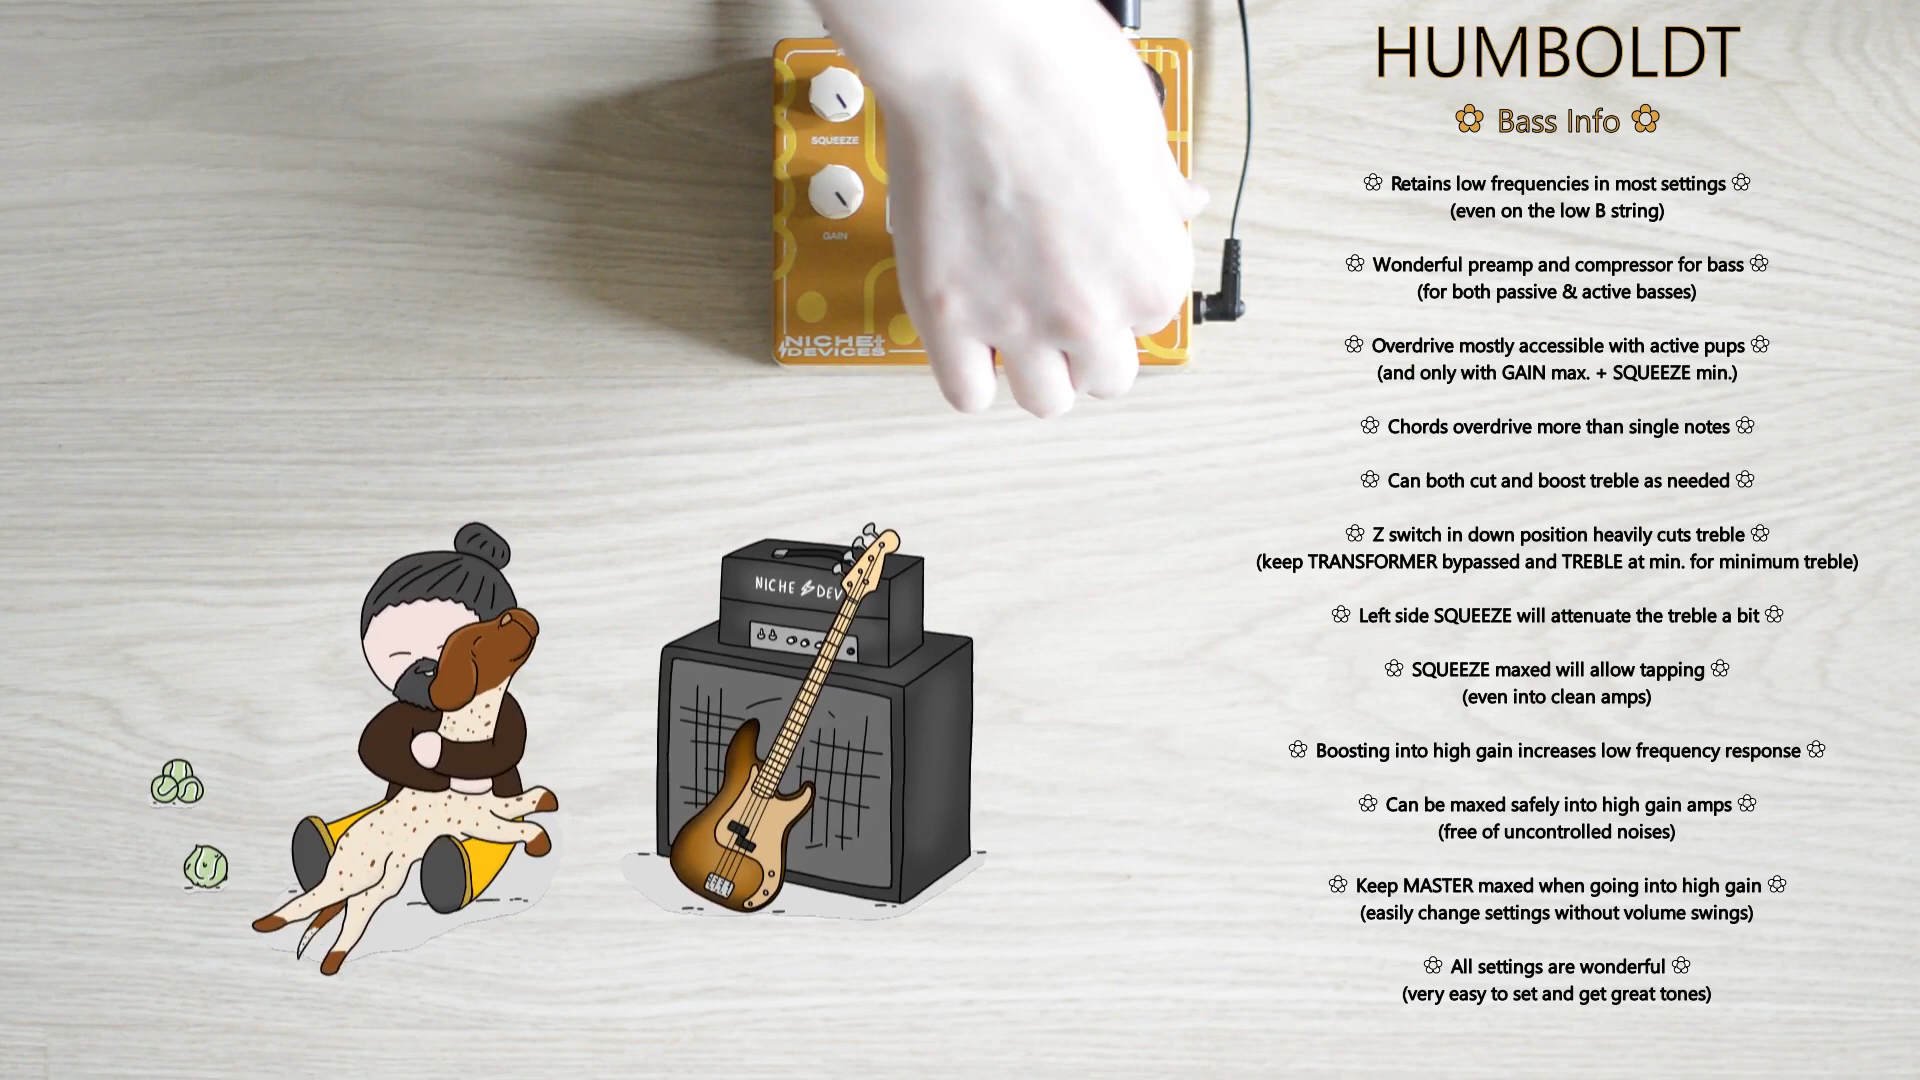 HUMBOLDT
Bass Info
Retains low frequencies in most settings
(even on the low B string)
Wonderful preamp and compressor for bass
(for both passive & active basses)
Overdrive mostly accessible with active pups
(and only with GAIN max. + SQUEEZE min.)
Chords overdrive more than single notes
Can both cut and boost treble as needed
Z switch in down position heavily cuts treble
(keep TRANSFORMER bypassed and TREBLE at min. for minimum treble)
Left side SQUEEZE will attenuate the treble a bit
SQUEEZE maxed will allow tapping
(even into clean amps)
Boosting into high gain increases low frequency response
Can be maxed safely into high gain amps
(free of uncontrolled noises)
Keep MASTER maxed when going into high gain
(easily change settings without volume swings)
All settings are wonderful
(very easy to set and get great tones)
SQUEEZE
GAIN
NICHE
DEVICES
NICHE DEV